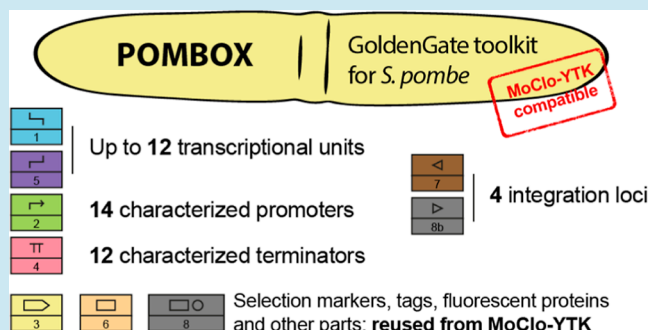 POMBOX
GoldenGate toolkit
for S. pombe
MoClo-YTK
compatible
1
Up to 12 transcriptional units
5
7
4 integration loci
2
14 characterized promoters
8b
4
12 characterized terminators
3
6
8
Selection markers, tags, fluorescent proteins
and other parts: reused from MoClo-YTK